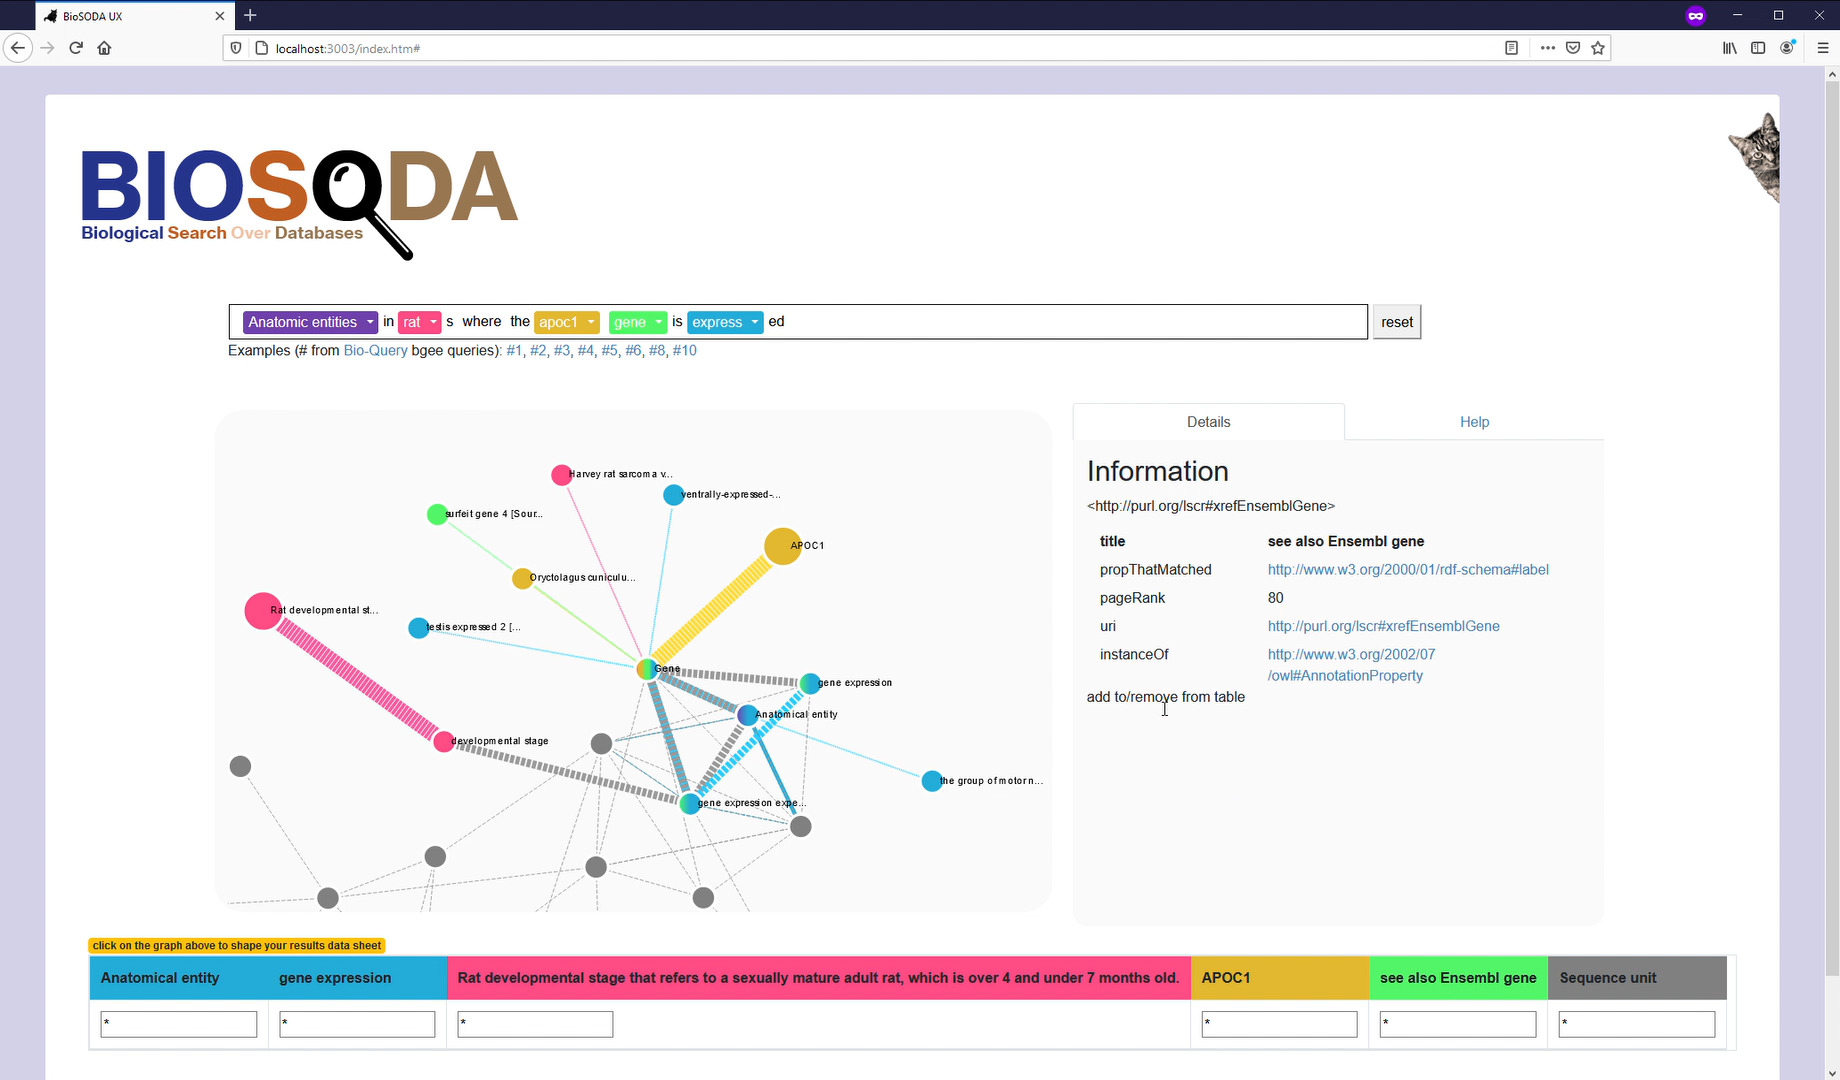 BioSODA UX
localhost:3003/index.htm#
BIOSODA
Biological Search Over Databases
Anatomic entities in rat s where the apoc1 gene is express ed
reset
Examples (# from Bio-Query bgee queries): #1, #2, #3, #4, #5, #6, #8, #10
Details
Help
Harvey rat sarcoma v...
ventrally-expressed-...
surfeit gene 4 [Sour...
APOC1
Oryctolagus cuniculu...
Rat developmental st...
testis expressed 2 [...
Gene
gene expression
Anatomical entity
developmental stage
the group of motor n...
gene expression expe...
Information
<http://purl.org/lscr#xrefEnsemblGene>
title see also Ensembl gene
propThatMatched http://www.w3.org/2000/01/rdf-schema#label
pageRank 80
uri http://purl.org/lscr#xrefEnsemblGene
instanceOf http://www.w3.org/2002/07
/owl#AnnotationProperty
add to/remove from table
click on the graph above to shape your results data sheet
Anatomical entity gene expression Rat developmental stage that refers to a sexually mature adult rat, which is over 4 and under 7 months old. APOC1 see also Ensembl gene Sequence unit
* * * * * *